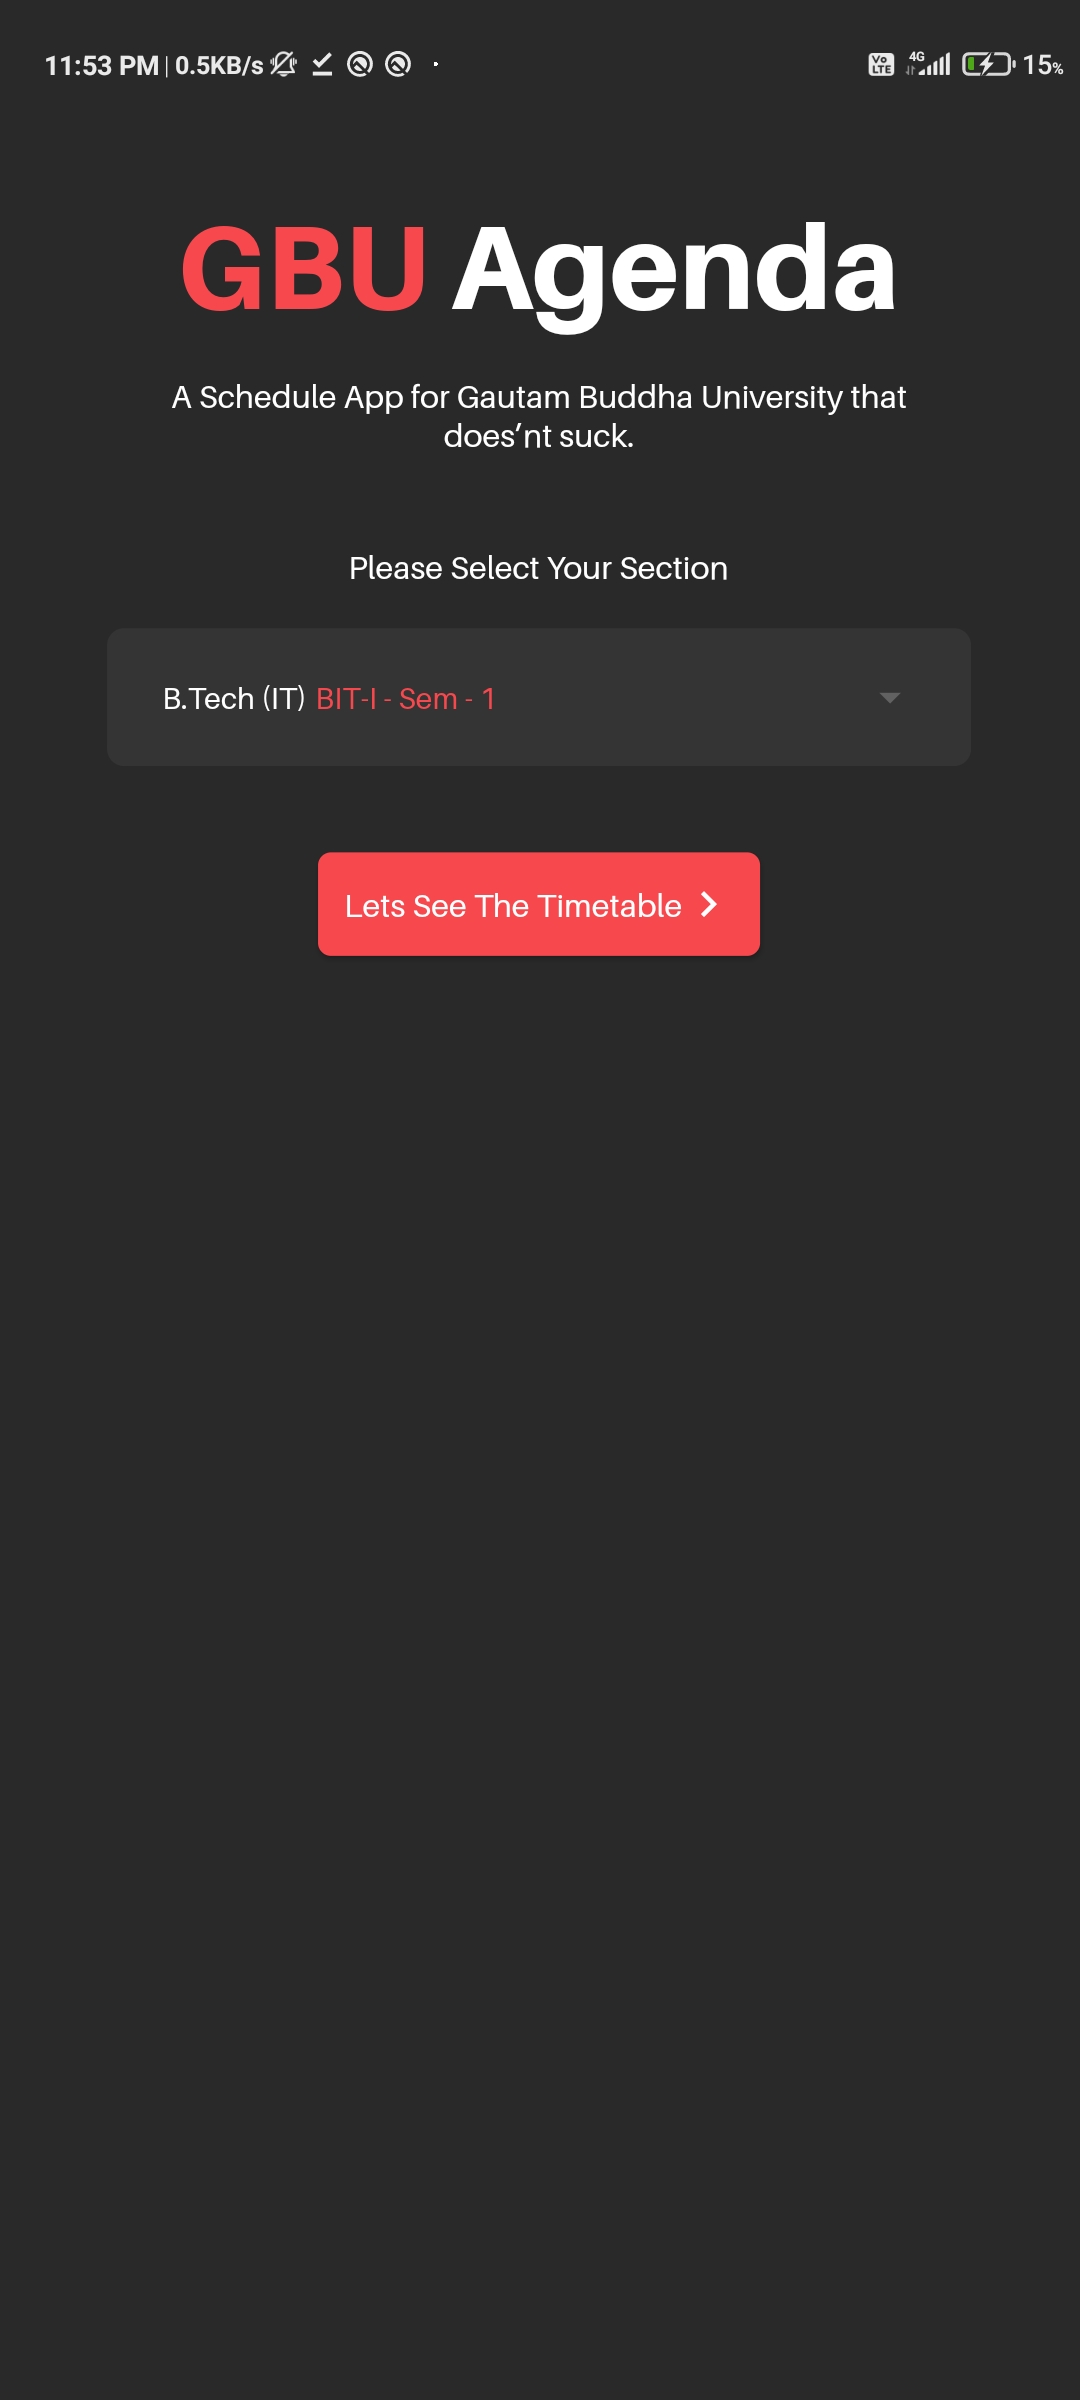 11:53 PM | 0.5KB/s Vo LTE 4G 15%
GBU Agenda
A Schedule App for Gautam Buddha University that
does’nt suck.
Please Select Your Section
B.Tech (IT) BIT-I - Sem - 1
Lets See The Timetable